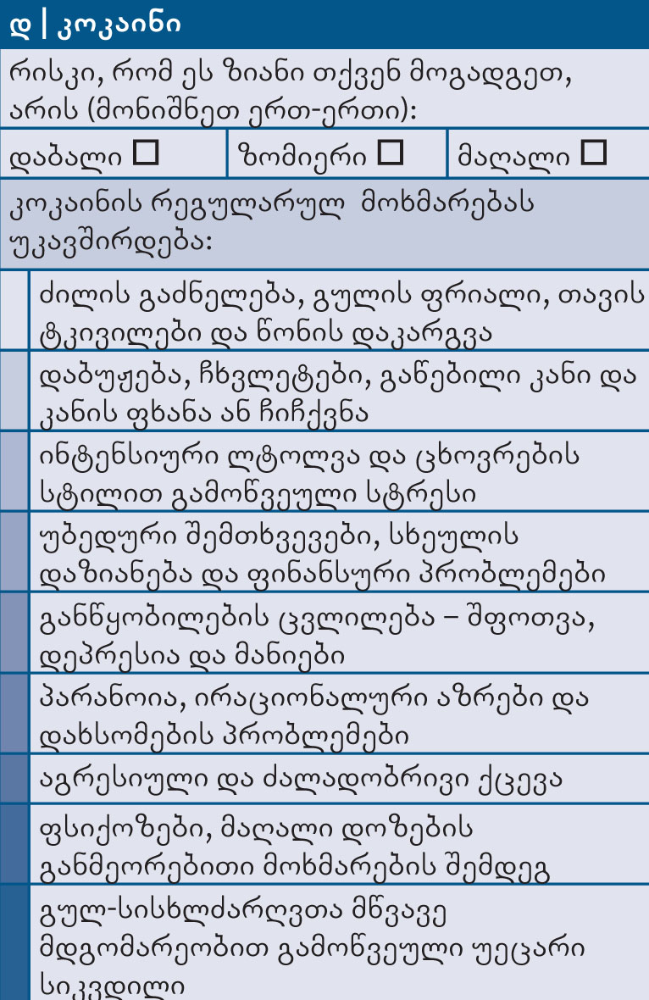 დ | კოკაინი
რისკი, რომ ეს ზიანი თქვენ მოგადგეთ,
არის (მონიშნეთ ერთ-ერთი):
დაბალი ☐ ზომიერი ☐ მაღალი ☐
კოკაინის რეგულარულ მოხმარებას
უკავშირდება:
ძილის გაძნელება, გულის ფრიალი, თავის
ტკივილები და წონის დაკარგვა
დაბუჟება, ჩხვლეტები, გაწებილი კანი და
კანის ფხანა ან ჩიჩქვნა
ინტენსიური ლტოლვა და ცხოვრების
სტილით გამოწვეული სტრესი
უბედური შემთხვევები, სხეულის
დაზიანება და ფინანსური პრობლემები
განწყობილების ცვლილება – შფოთვა,
დეპრესია და მანიები
პარანოია, ირაციონალური აზრები და
დახსომების პრობლემები
აგრესიული და ძალადობრივი ქცევა
ფსიქოზები, მაღალი დოზების
განმეორებითი მოხმარების შემდეგ
გულ-სისხლძარღვთა მწვავე
მდგომარეობით გამოწვეული უეცარი
სიკვდილი